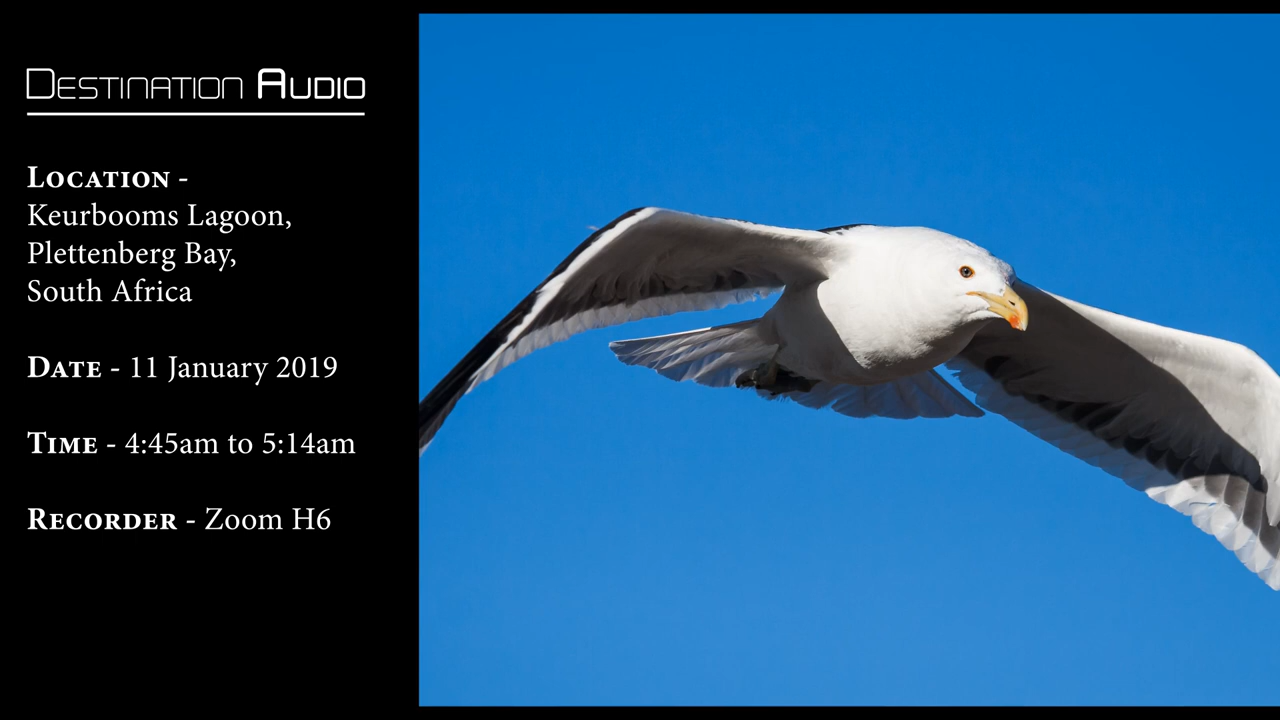 Destination Audio
Location -
Keurbooms Lagoon,
Plettenberg Bay,
South Africa
Date - 11 January 2019
Time - 4:45am to 5:14am
Recorder - Zoom H6